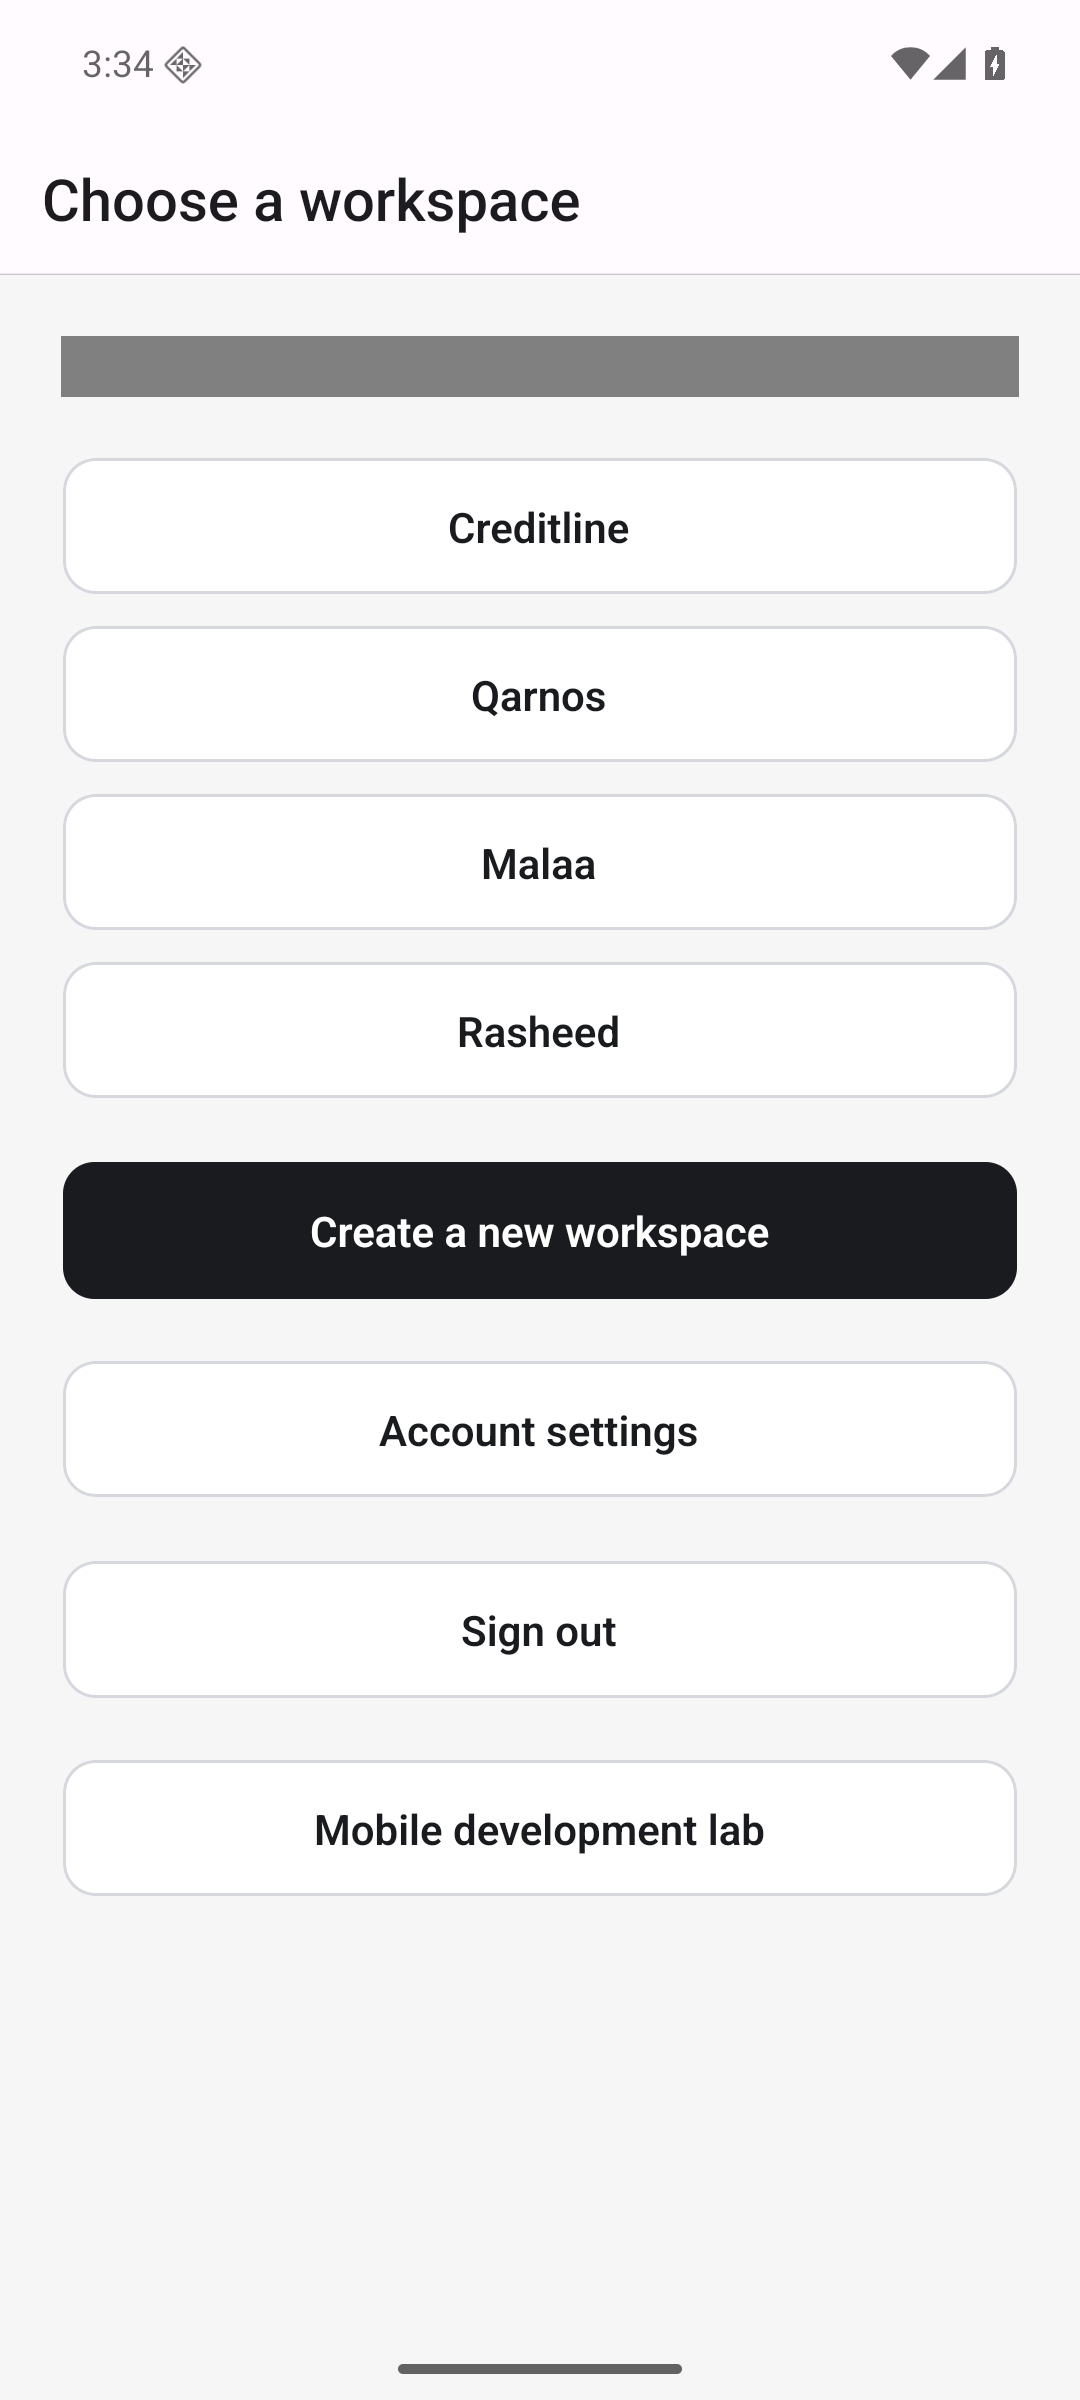 3:34
Choose a workspace
Creditline
Qarnos
Malaa
Rasheed
Create a new workspace
Account settings
Sign out
Mobile development lab